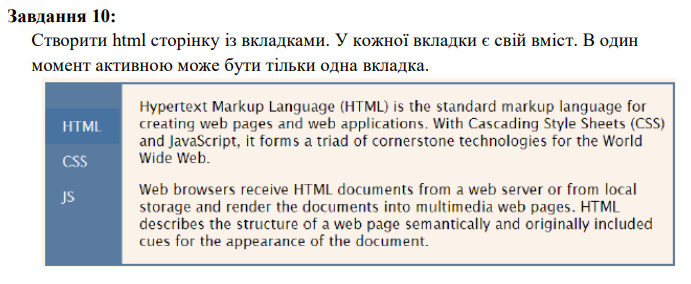 Завдання 10:
Створити html сторінку із вкладками. У кожної вкладки є свій вміст. В один
момент активною може бути тільки одна вкладка.
HTML
CSS
JS
Hypertext Markup Language (HTML) is the standard markup language for
creating web pages and web applications. With Cascading Style Sheets (CSS)
and JavaScript, it forms a triad of cornerstone technologies for the World
Wide Web.
Web browsers receive HTML documents from a web server or from local
storage and render the documents into multimedia web pages. HTML
describes the structure of a web page semantically and originally included
cues for the appearance of the document.